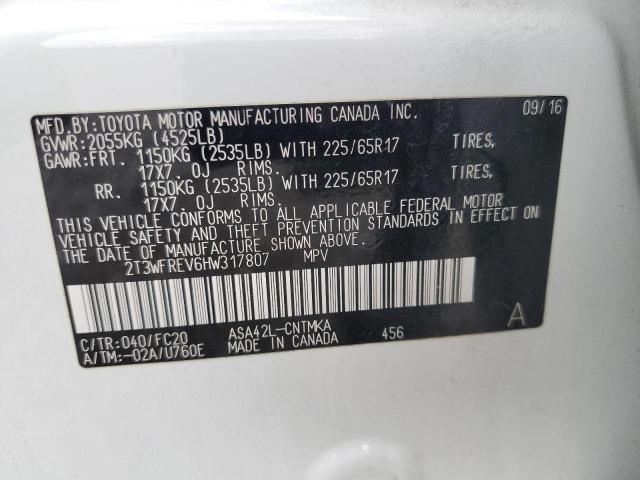 MFD.BY:TOYOTA MOTOR MANUFACTURING CANADA INC. 09/16
GVWR:2055KG (4525LB)
GAWR:FRT. 1150KG (2535LB) WITH 225/65R17 TIRES,
17X7.0J RIMS.
RR. 1150KG (2535LB) WITH 225/65R17 TIRES,
17X7.0J RIMS.
THIS VEHICLE CONFORMS TO ALL APPLICABLE FEDERAL MOTOR
VEHICLE SAFETY AND THEFT PREVENTION STANDARDS IN EFFECT ON
THE DATE OF MANUFACTURE SHOWN ABOVE.
2T3WFREV6HW317807 MPV
C/TR:040/FC20 ASA42L-CNTMKA 456 A
A/TM:-02A/U760E MADE IN CANADA